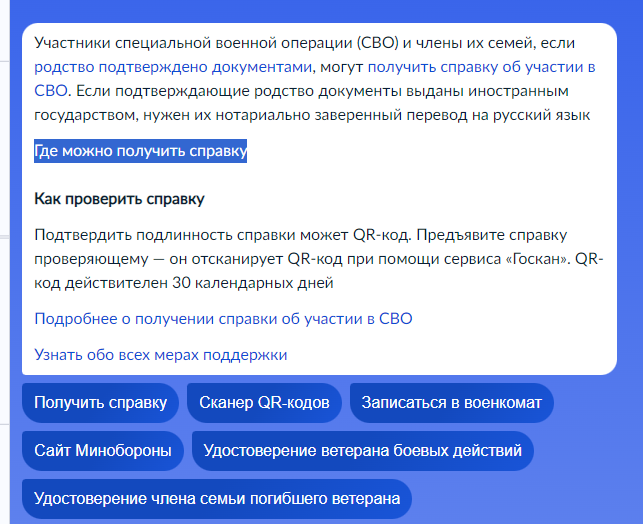 Участники специальной военной операции (СВО) и члены их семей, если
родство подтверждено документами, могут получить справку об участии в
СВО. Если подтверждающие родство документы выданы иностранным
государством, нужен их нотариально заверенный перевод на русский язык
Где можно получить справку
Как проверить справку
Подтвердить подлинность справки может QR-код. Предъявите справку
проверяющему — он отсканирует QR-код при помощи сервиса «Госкан». QR-
код действителен 30 календарных дней
Подробнее о получении справки об участии в СВО
Узнать обо всех мерах поддержки
Получить справку
Сканер QR-кодов
Записаться в военкомат
Сайт Минобороны
Удостоверение ветерана боевых действий
Удостоверение члена семьи погибшего ветерана